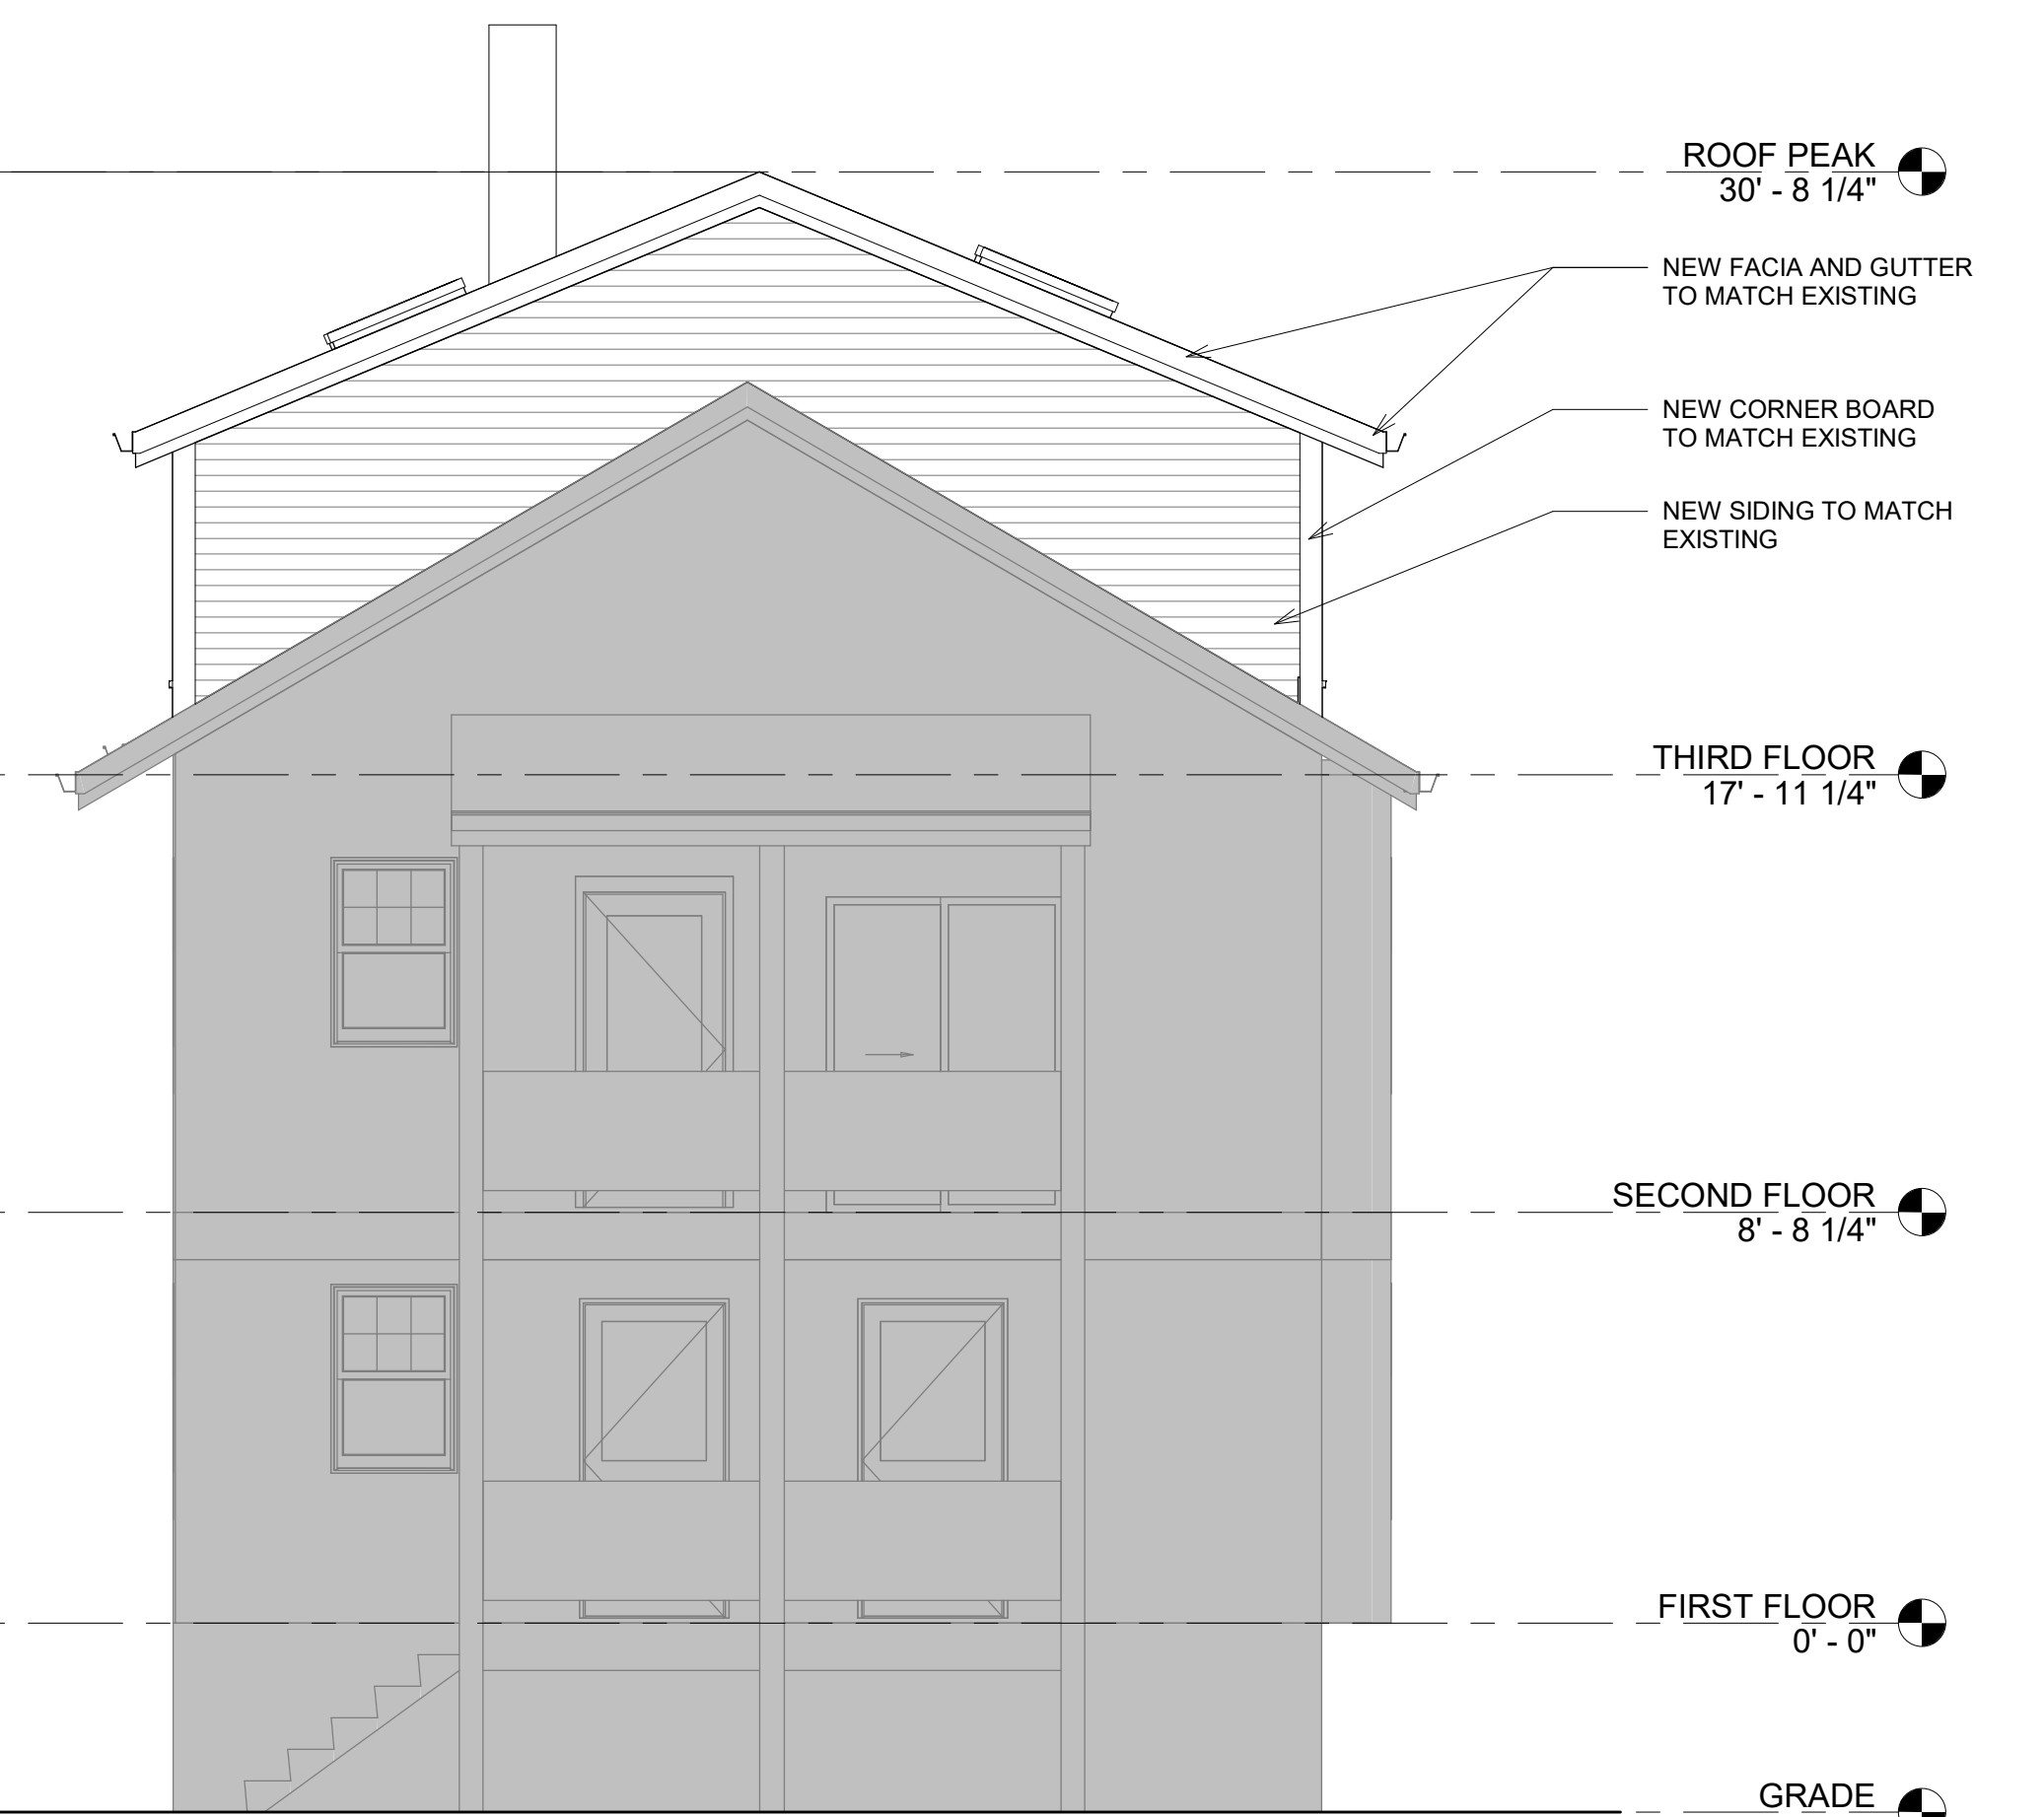 ROOF PEAK
30' - 8 1/4"
NEW FACIA AND GUTTER
TO MATCH EXISTING
NEW CORNER BOARD
TO MATCH EXISTING
NEW SIDING TO MATCH
EXISTING
THIRD FLOOR
17' - 11 1/4"
SECOND FLOOR
8' - 8 1/4"
FIRST FLOOR
0' - 0"
GRADE